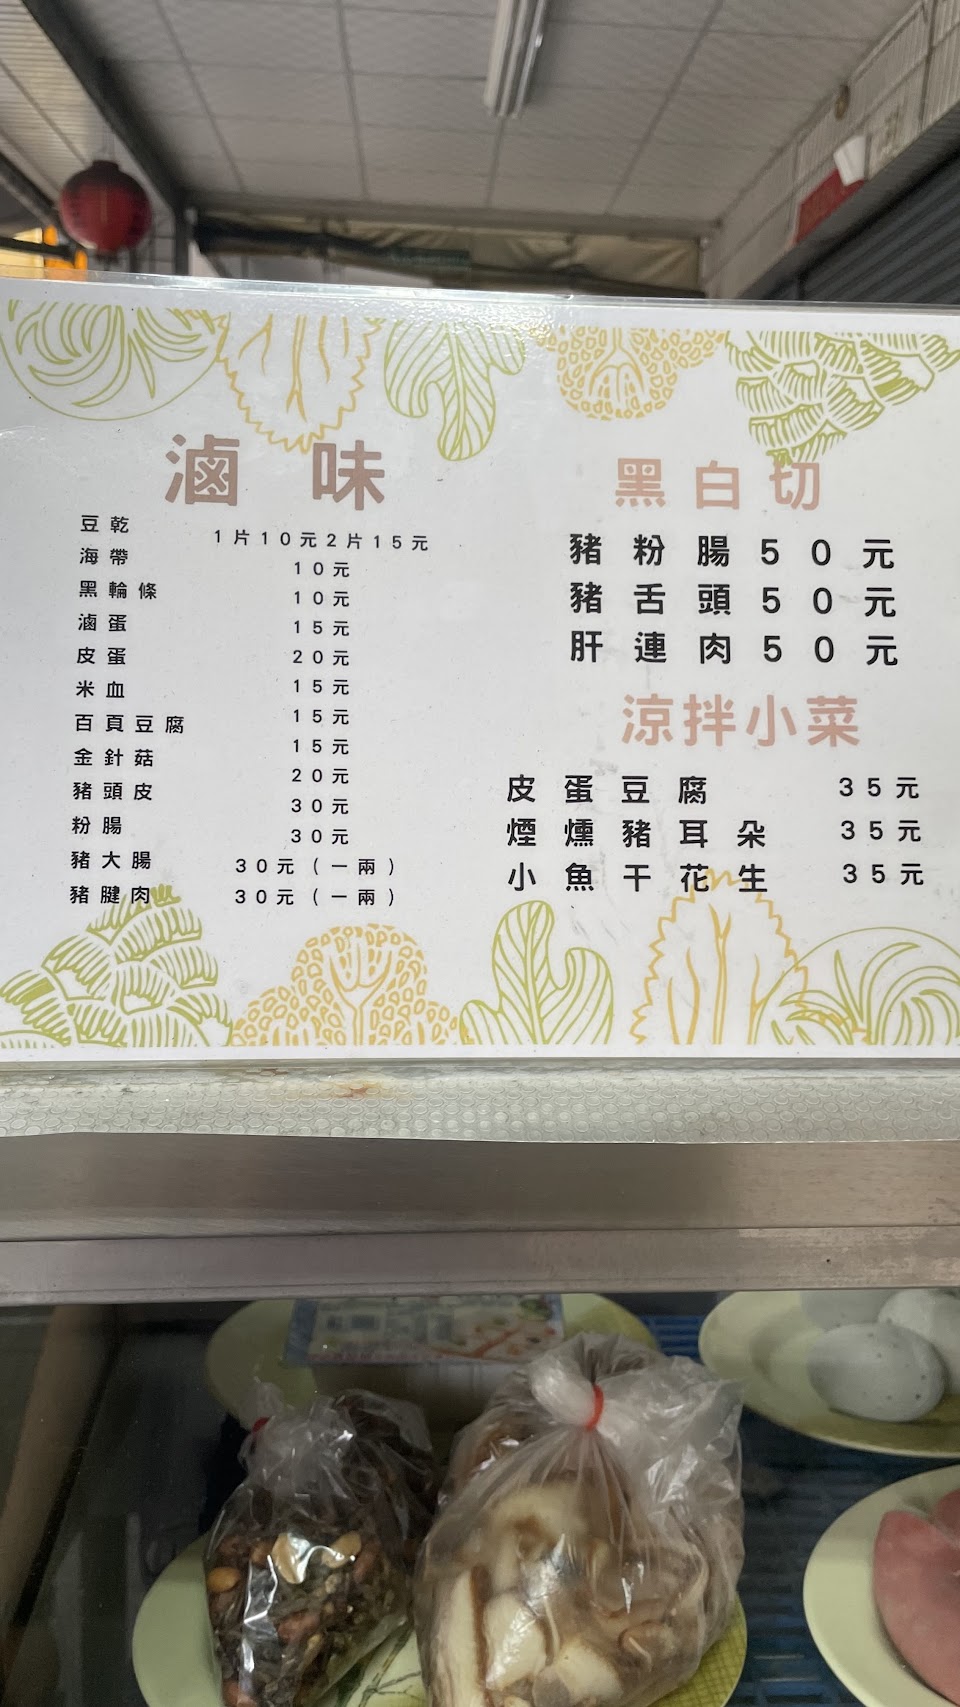 滷味
豆乾 1片10元2片15元
海帶 10元
黑輪條 10元
滷蛋 15元
皮蛋 20元
米血 15元
百頁豆腐 15元
金針菇 15元
豬頭皮 20元
粉腸 30元
豬大腸 30元
豬腱肉 30元(一兩)
30元(一兩)
黑白切
豬粉腸50元
豬舌頭50元
肝連肉50元
涼拌小菜
皮蛋豆腐 35元
煙燻豬耳朵 35元
小魚干花生 35元